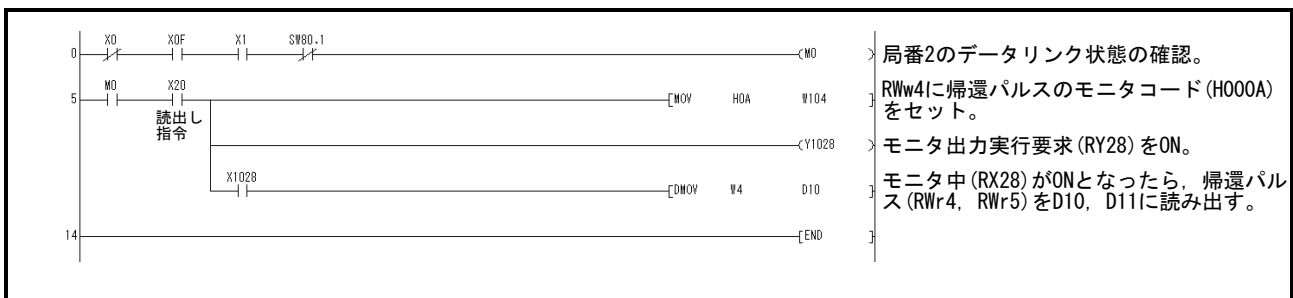 X0 X0F X1 SW80.1
0 (M0 ) 局番2のデータリンク状態の確認。
M0 X20
5 [MOV H0A W104 ] RWw4に帰還パルスのモニタコード(H000A)
をセット。
読出し
指令
(Y1028 ) モニタ出力実行要求(RY28)をON。
X1028
[DMOV W4 D10 ] モニタ中(RX28)がONとなったら，帰還パル
ス(RWr4，RWr5)をD10，D11に読み出す。
14 [END ]